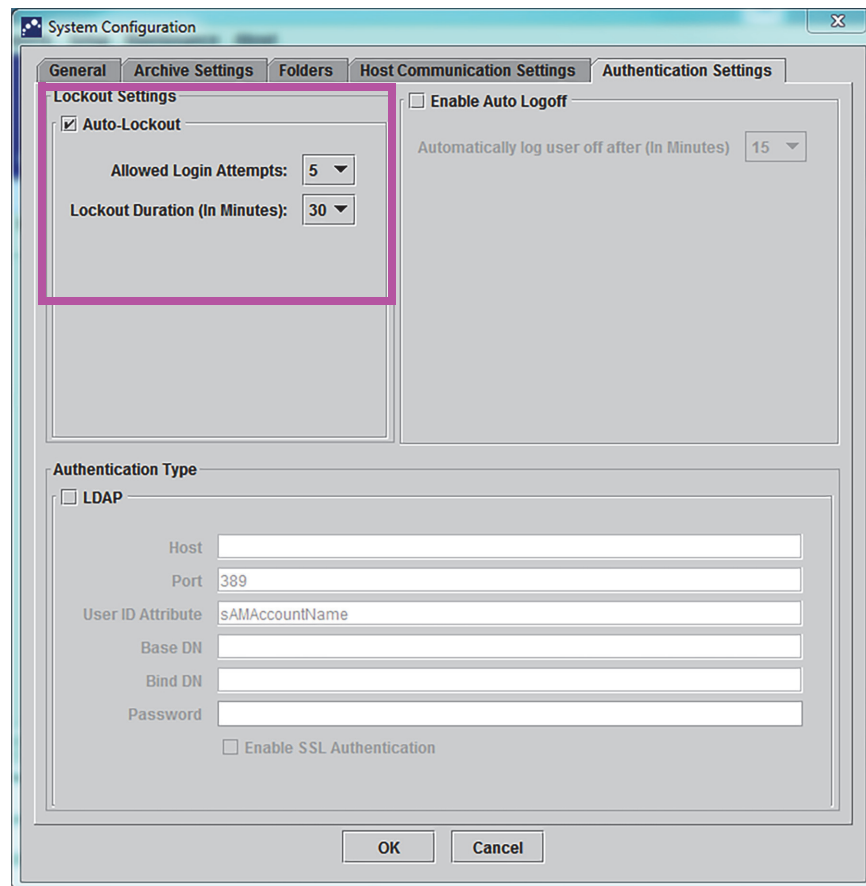 System Configuration
General Archive Settings Folders Host Communication Settings Authentication Settings
Lockout Settings
Auto-Lockout
Allowed Login Attempts: 5
Lockout Duration (In Minutes): 30
Enable Auto Logoff
Automatically log user off after (In Minutes) 15
Authentication Type
LDAP
Host
Port 389
User ID Attribute sAMAccountName
Base DN
Bind DN
Password
Enable SSL Authentication
OK Cancel